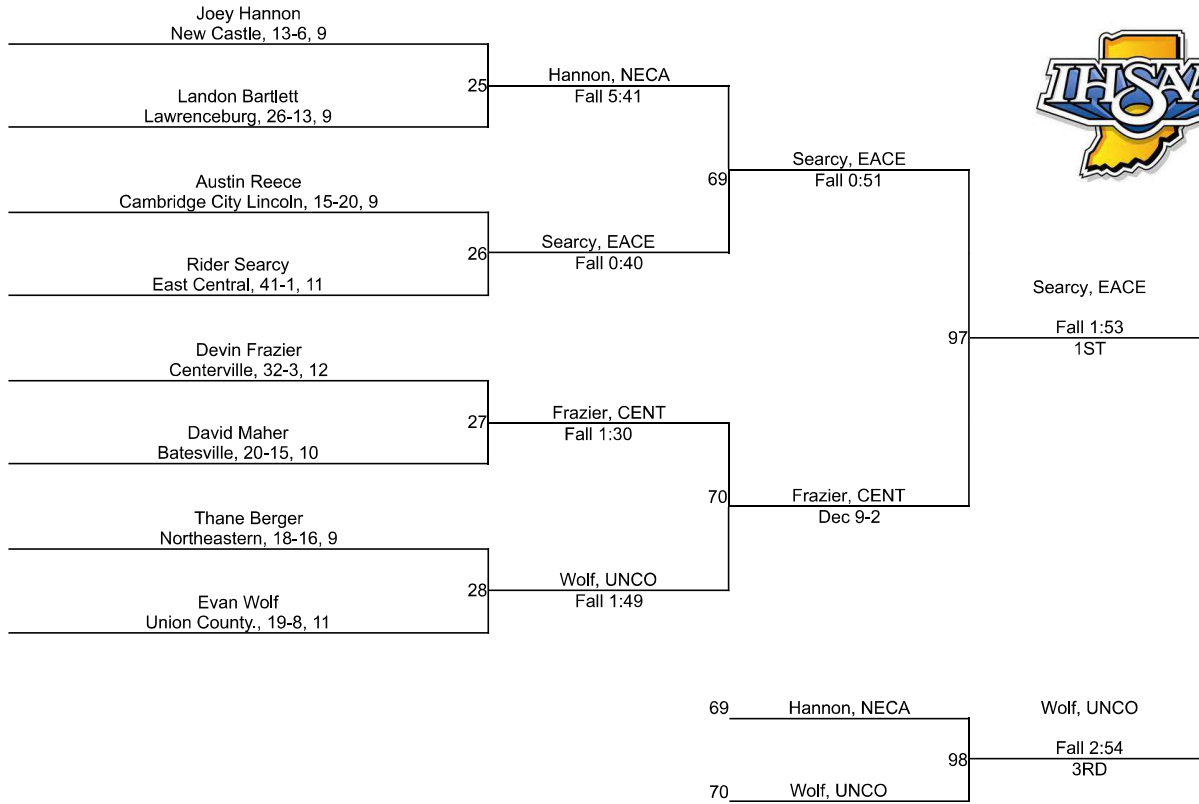 Joey Hannon
New Castle, 13-6, 9
25
Landon Bartlett
Lawrenceburg, 26-13, 9
Hannon, NECA
Fall 5:41
69
Austin Reece
Cambridge City Lincoln, 15-20, 9
26
Rider Searcy
East Central, 41-1, 11
Searcy, EACE
Fall 0:40
Searcy, EACE
Fall 0:51
97
Devin Frazier
Centerville, 32-3, 12
27
David Maher
Batesville, 20-15, 10
Frazier, CENT
Fall 1:30
70
Thane Berger
Northeastern, 18-16, 9
28
Evan Wolf
Union County., 19-8, 11
Wolf, UNCO
Fall 1:49
Frazier, CENT
Dec 9-2
Searcy, EACE
Fall 1:53
1ST
IHSAA
69 Hannon, NECA
98
70 Wolf, UNCO
Wolf, UNCO
Fall 2:54
3RD